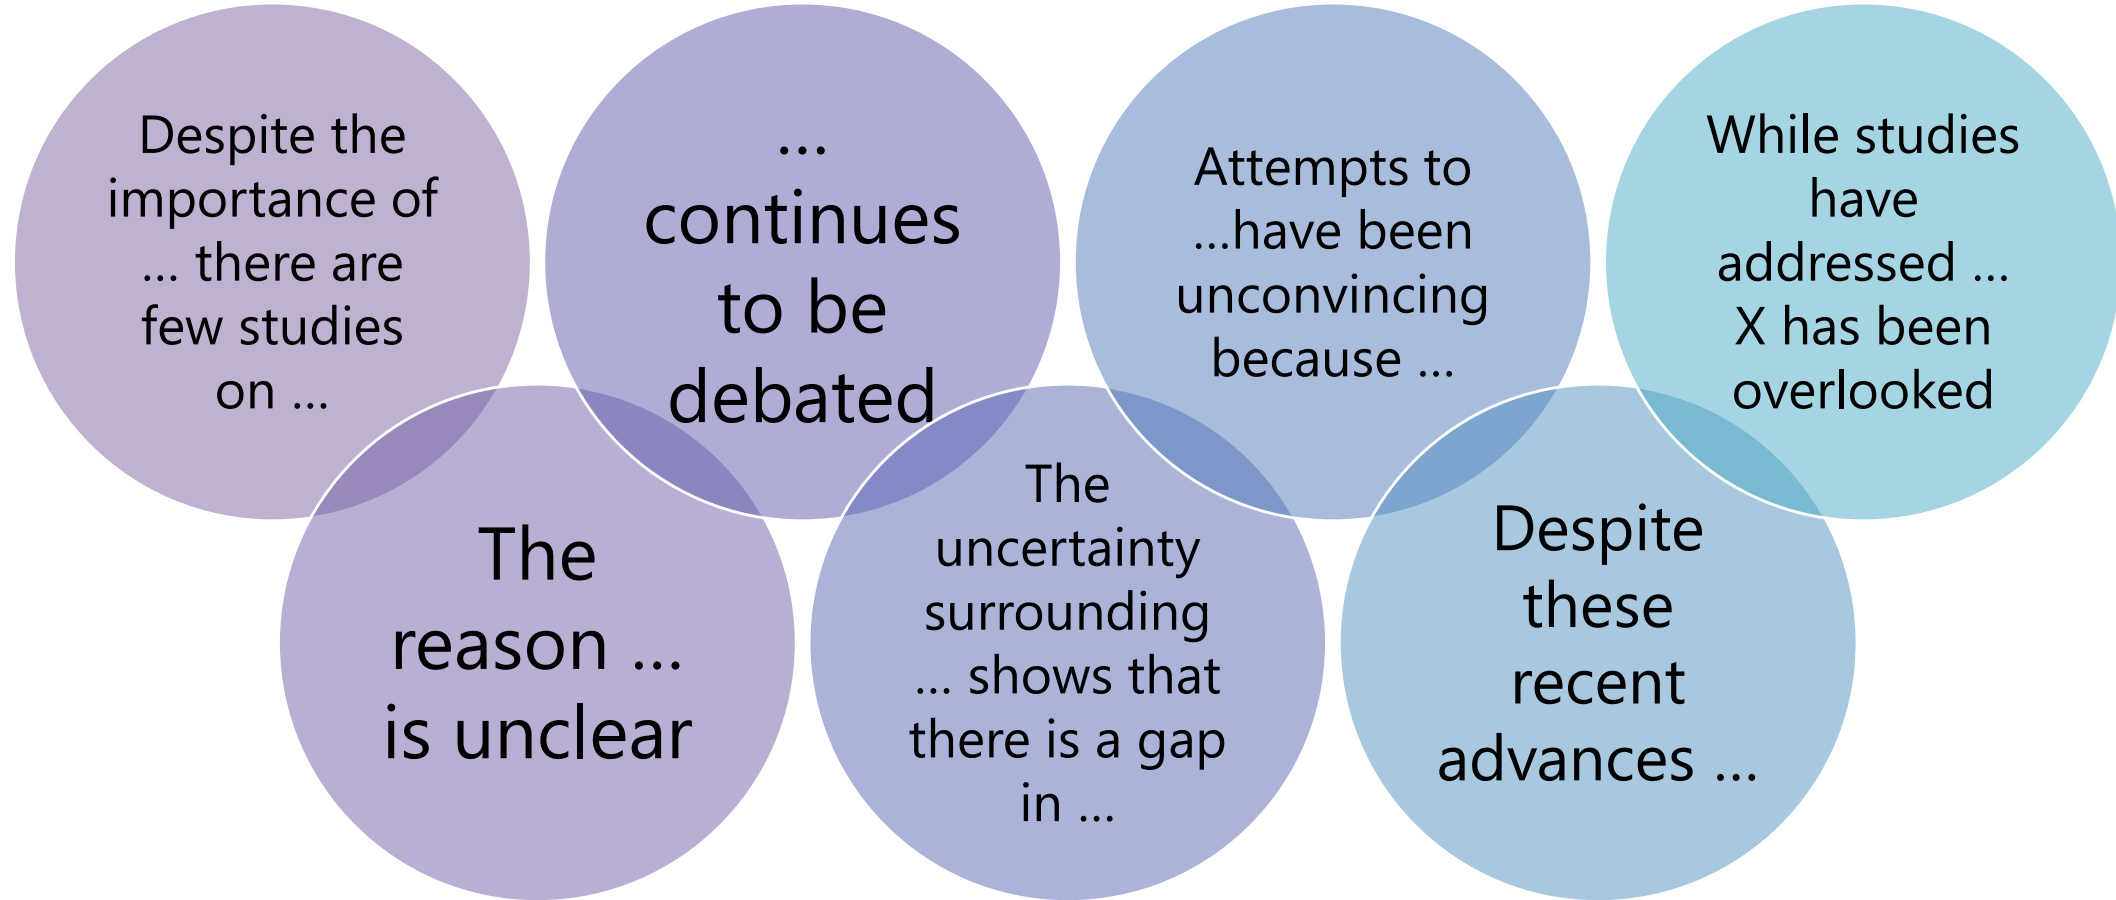 Despite the
importance of
... there are
few studies
on ...
The
reason ...
is unclear
...
continues
to be
debated
The
uncertainty
surrounding
... shows that
there is a gap
in ...
Attempts to
...have been
unconvincing
because ...
Despite
these
recent
advances ...
While studies
have
addressed ...
X has been
overlooked